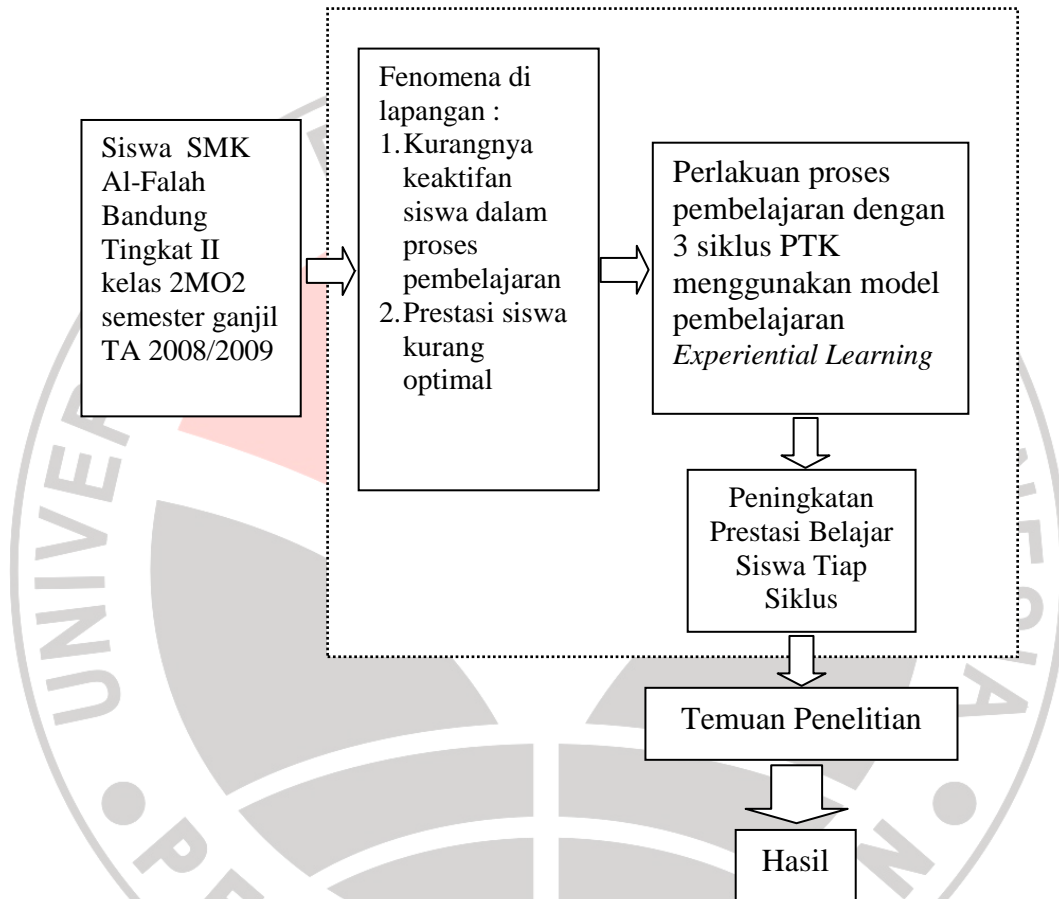 Siswa SMK
Al-Falah
Bandung
Tingkat II
kelas 2MO2
semester ganjil
TA 2008/2009
Fenomena di
lapangan :
1. Kurangnya
keaktifan
siswa dalam
proses
pembelajaran
2. Prestasi siswa
kurang
optimal
Perlakuan proses
pembelajaran dengan
3 siklus PTK
menggunakan model
pembelajaran
Experiential Learning
Peningkatan
Prestasi Belajar
Siswa Tiap
Siklus
Temuan Penelitian
Hasil